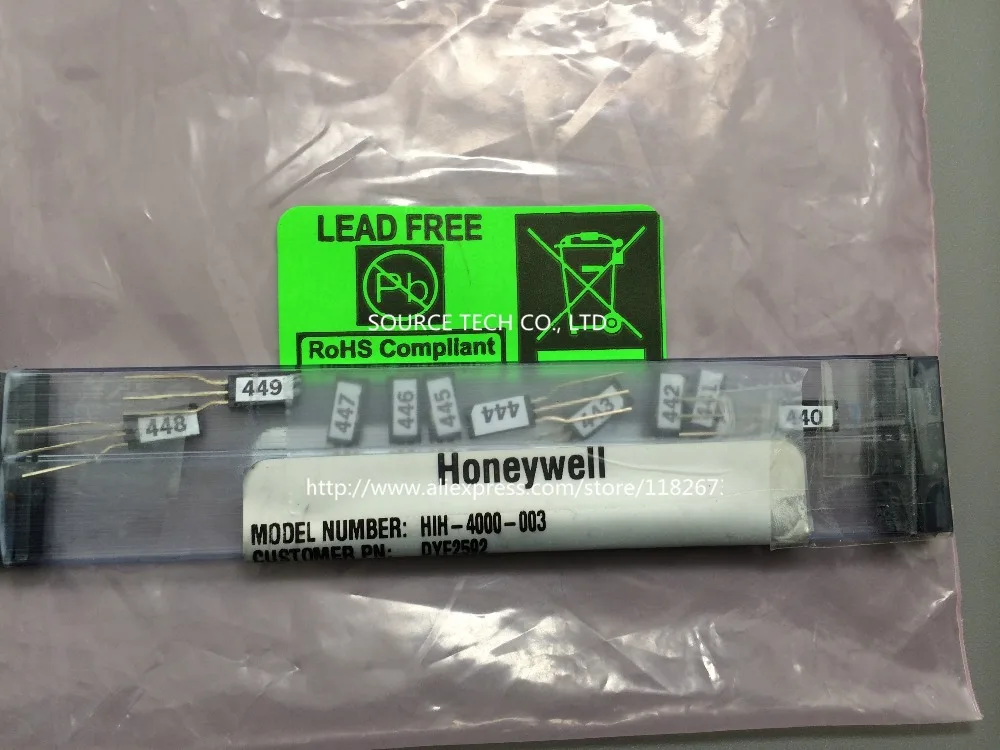 LEAD FREE
Pb
SOURCE TECH CO., LTD
RoHS Compliant
449
448
447
446
445
444
443
442
441
440
Honeywell
http://www.aliexpress.com/store/118267
MODEL NUMBER: HIH-4000-003
CUSTOMER PN: DYE2592